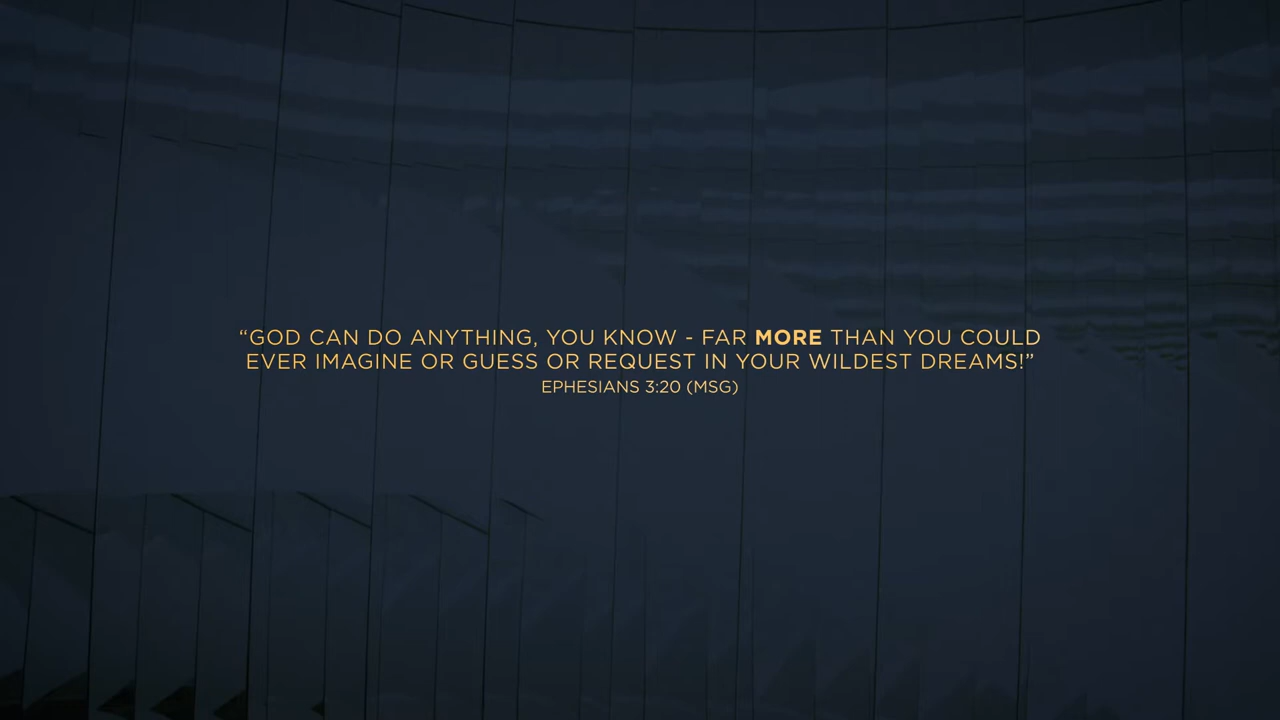 “GOD CAN DO ANYTHING, YOU KNOW - FAR MORE THAN YOU COULD
EVER IMAGINE OR GUESS OR REQUEST IN YOUR WILDEST DREAMS!”
EPHESIANS 3:20 (MSG)